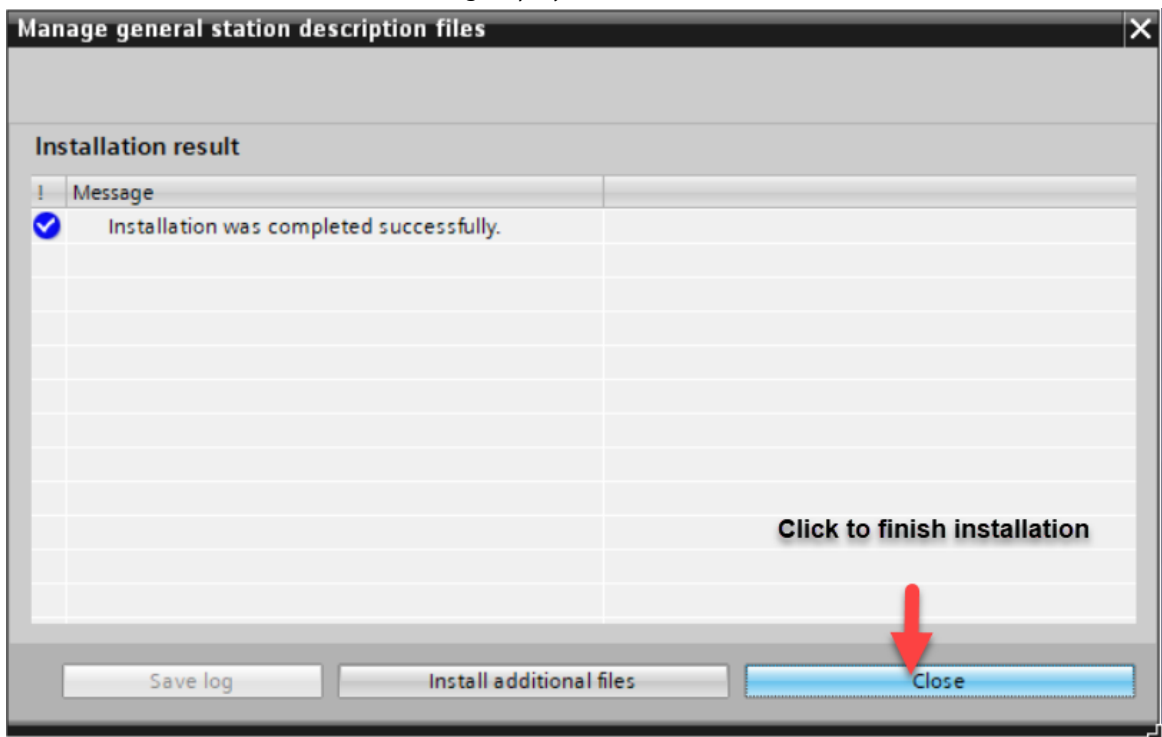 Manage general station description files
Installation result
! Message
Installation was completed successfully.
Click to finish installation
Save log Install additional files Close